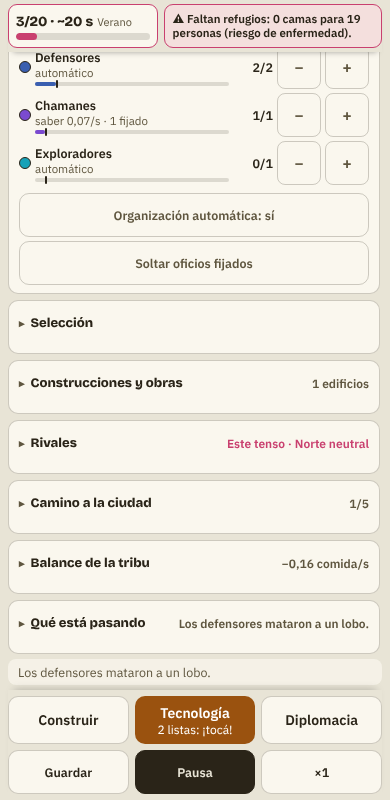 3/20 · ~20 s Verano
⚠ Faltan refugios: 0 camas para 19
personas (riesgo de enfermedad).
Defensores
automático
2/2
−
+
Chamanes
saber 0,07/s · 1 fijado
1/1
−
+
Exploradores
automático
0/1
−
+
Organización automática: sí
Soltar oficios fijados
▸ Selección
▸ Construcciones y obras 1 edificios
▸ Rivales Este tenso · Norte neutral
▸ Camino a la ciudad 1/5
▸ Balance de la tribu −0,16 comida/s
▸ Qué está pasando Los defensores mataron a un lobo.
Los defensores mataron a un lobo.
Construir
Tecnología
2 listas: ¡tocá!
Diplomacia
Guardar
Pausa
×1